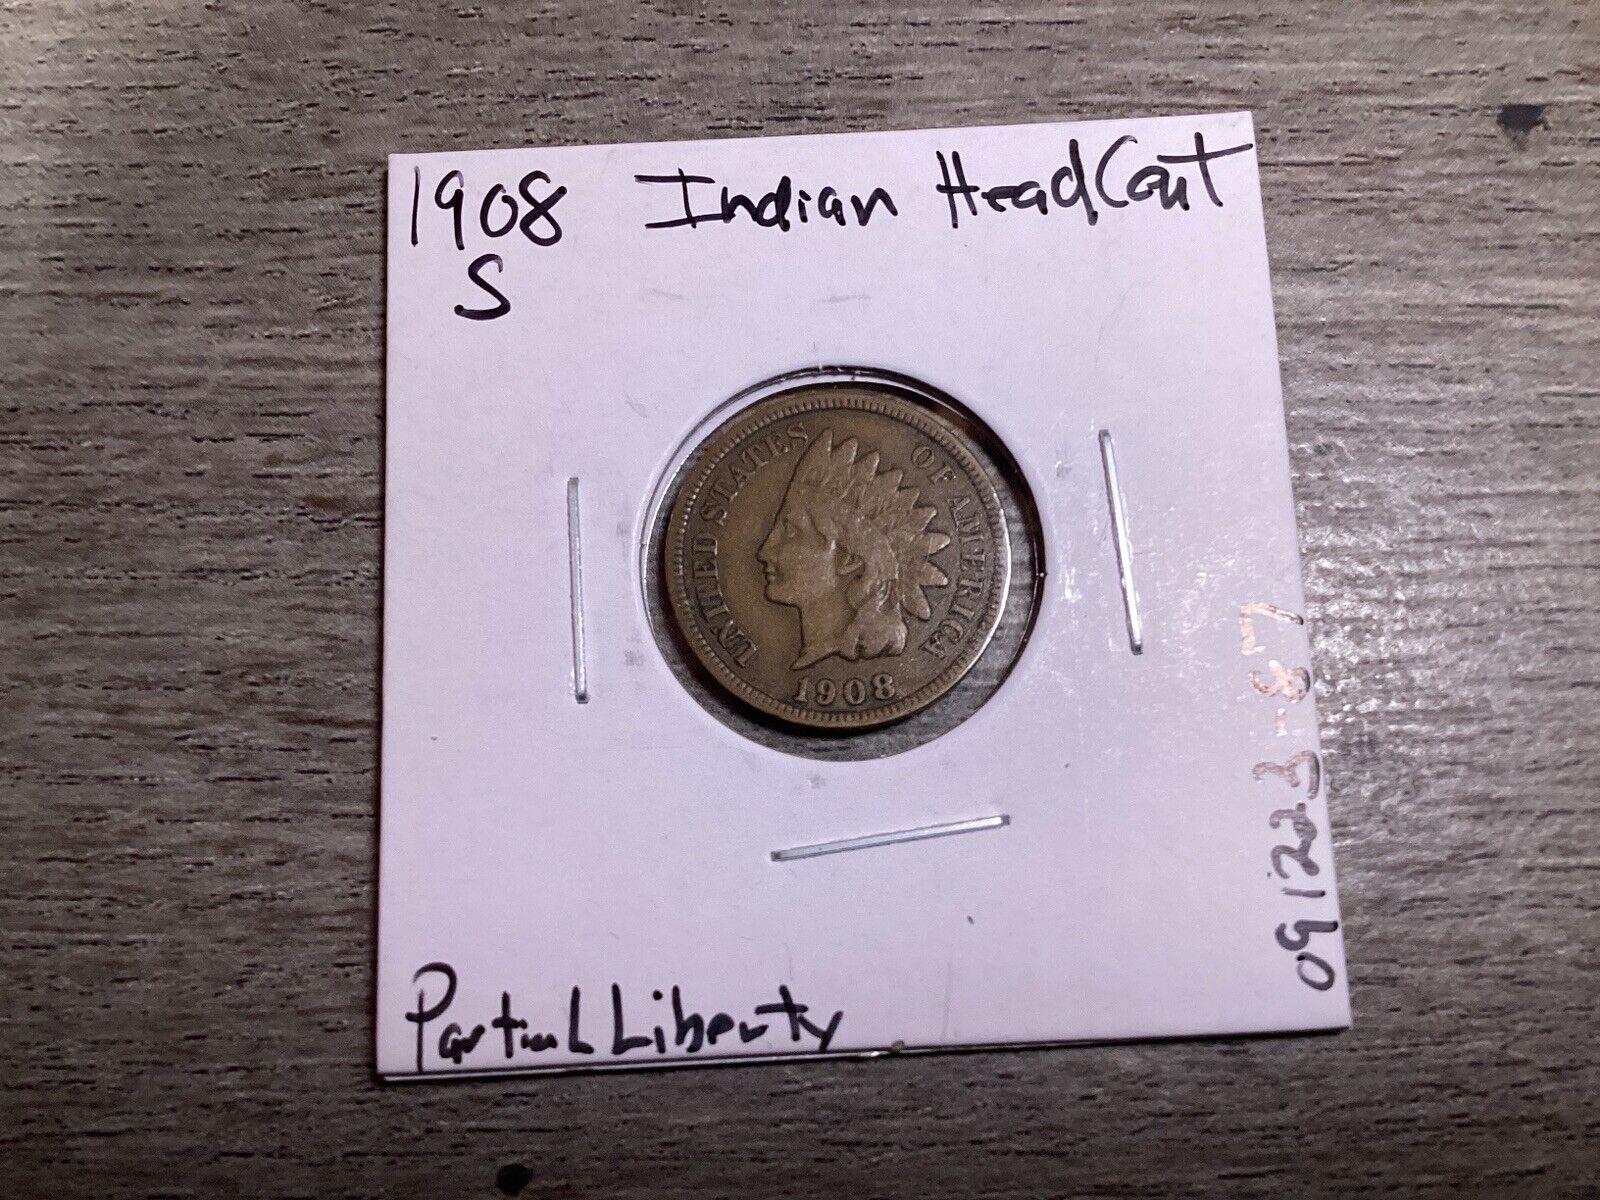 1908 Indian Head Cent
S
UNITED STATES OF AMERICA
1908
Partial Liberty
091223-87